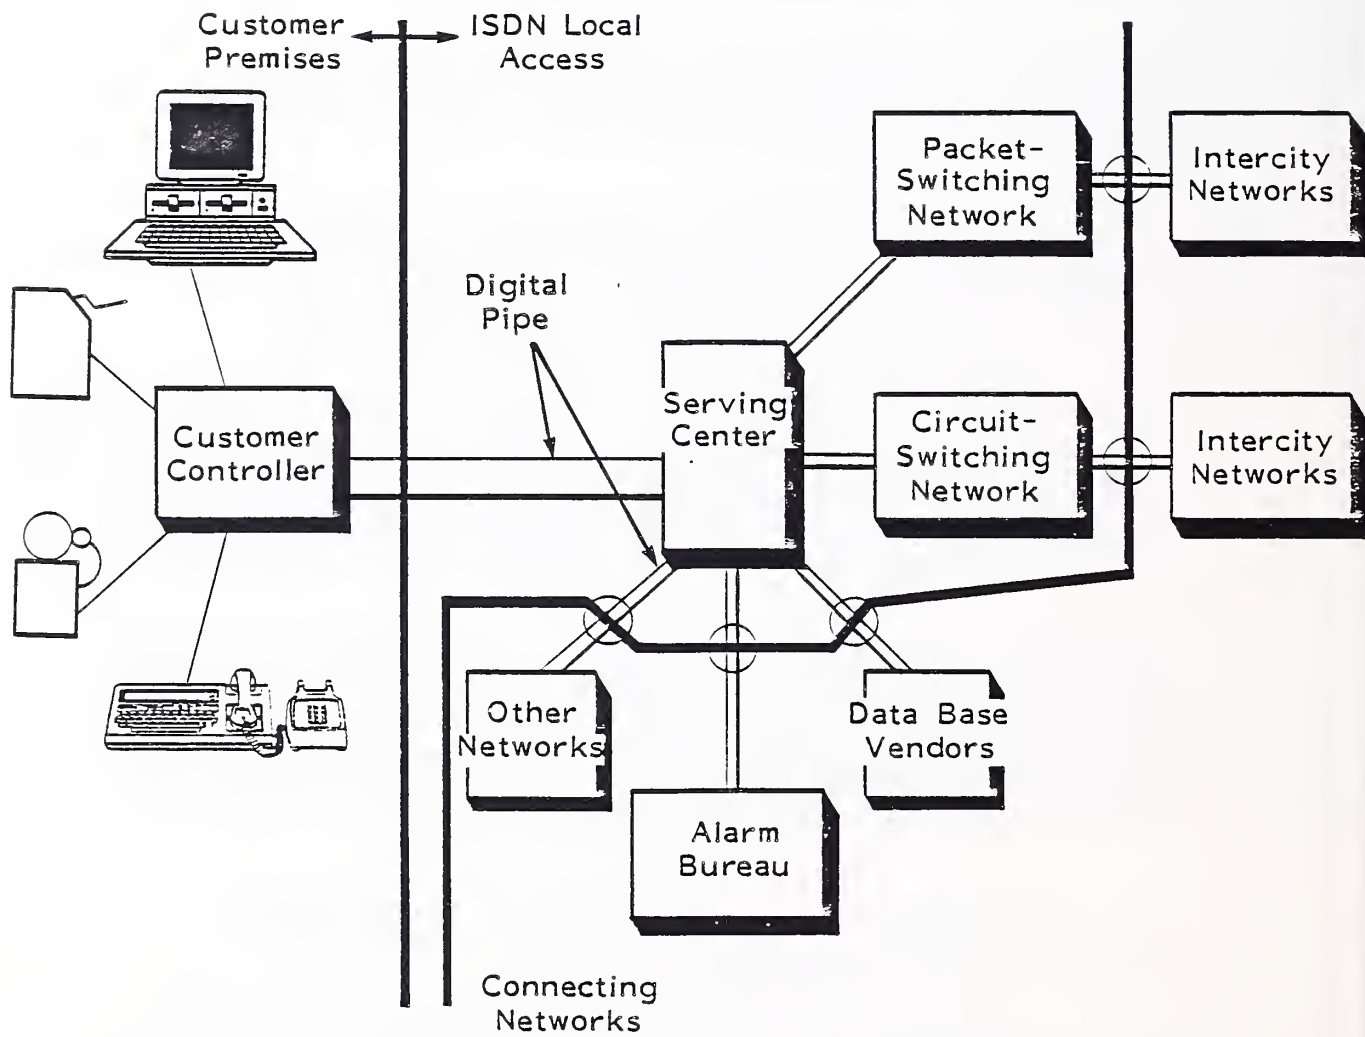 Customer
Premises
ISDN Local
Access
Packet-
Switching
Network
Intercity
Networks
Digital
Pipe
Serving
Center
Customer
Controller
Circuit-
Switching
Network
Intercity
Networks
Other
Networks
Data Base
Vendors
Alarm
Bureau
Connecting
Networks